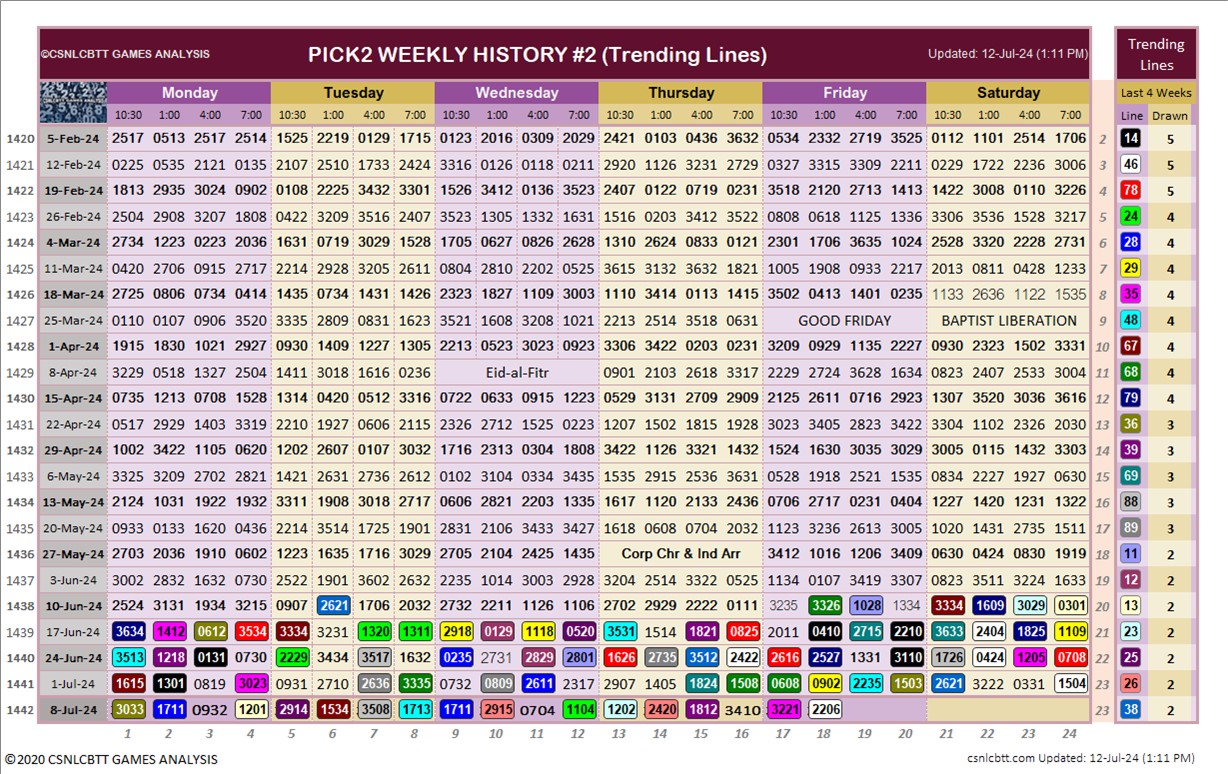 ©CSNLCBTT GAMES ANALYSIS PICK2 WEEKLY HISTORY #2 (Trending Lines) Updated: 12-Jul-24 (1:11 PM) Trending Lines
Monday Tuesday Wednesday Thursday Friday Saturday Last 4 Weeks
10:30 1:00 4:00 7:00 10:30 1:00 4:00 7:00 10:30 1:00 4:00 7:00 10:30 1:00 4:00 7:00 10:30 1:00 4:00 7:00 10:30 1:00 4:00 7:00 Line Drawn
1420 5-Feb-24 2517 0513 2517 2514 1525 2219 0129 1715 0123 2016 0309 2029 2421 0103 0436 3632 0534 2332 2719 3525 0112 1101 2514 1706 2 14 5
1421 12-Feb-24 0225 0535 2121 0135 2107 2510 1733 2424 3316 0126 0118 0211 2920 1126 3231 2729 0327 3315 3309 2211 0229 1722 2236 3006 3 46 5
1422 19-Feb-24 1813 2935 3024 0902 0108 2225 3432 3301 1526 3412 0136 3523 2407 0122 0719 0231 3518 2120 2713 1413 1422 3008 0110 3226 4 78 5
1423 26-Feb-24 2504 2908 3207 1808 0422 3209 3516 2407 3523 1305 1332 1631 1516 0203 3412 3522 0808 0618 1125 1336 3306 3536 1528 3217 5 24 4
1424 4-Mar-24 2734 1223 0223 2036 1631 0719 3029 1528 1705 0627 0826 2628 1310 2624 0833 0121 2301 1706 3635 1024 2528 3320 2228 2731 6 28 4
1425 11-Mar-24 0420 2706 0915 2717 2214 2928 3205 2611 0804 2810 2202 0525 3615 3132 3632 1821 1005 1908 0933 2217 2013 0811 0428 1233 7 29 4
1426 18-Mar-24 2725 0806 0734 0414 1435 0734 1431 1428 2323 1827 1109 3003 1110 3414 0113 1415 3502 0413 1461 0235 1133 2636 1122 1535 8 35 4
1427 25-Mar-24 0110 0107 0906 3520 3335 2809 0831 1623 3521 1608 3208 1021 2213 2514 3518 0631 GOOD FRIDAY BAPTIST LIBERATION 9 48 4
1428 1-Apr-24 1915 1830 1021 2927 0930 1409 1227 1305 2213 0523 3023 0923 3306 3422 0203 0231 3209 0929 1135 2227 0930 2323 1502 3331 10 67 4
1429 8-Apr-24 3229 0518 1327 2504 1411 3018 1616 0236 Eid-al-Fitr 0901 2103 2618 3317 2229 2724 3628 1634 0823 2407 2533 3004 11 68 4
1430 15-Apr-24 0735 1213 0708 1528 1314 0420 0512 3316 0722 0633 0915 1223 0529 3131 2709 2909 2125 2611 0716 2923 1307 3520 3036 3616 12 79 4
1431 22-Apr-24 0517 2929 1403 3319 2210 1927 0606 2113 2326 2712 1525 0223 1207 1502 1815 1928 3023 3405 2823 3422 3304 1102 2326 2030 13 36 3
1432 29-Apr-24 1002 3422 1105 0620 1202 2607 0107 3032 1716 2313 0304 1808 3422 1126 3321 1432 1524 1630 3035 3029 3005 0115 1432 3303 14 39 3
1433 6-May-24 3325 3209 2702 2821 1421 2631 2736 2611 0102 3104 0334 3435 1535 2915 2536 3631 0528 1918 2521 1535 0834 2227 1927 0630 15 69 3
1434 13-May-24 2124 1031 1922 1932 3311 1908 3018 2717 0606 2821 2203 1335 1617 1120 2133 2436 0706 2717 0231 0404 1227 1420 1231 1322 16 88 3
1435 20-May-24 0933 0133 1620 0436 2214 3514 1725 1901 2831 2106 3433 3427 1618 0608 0704 2032 1123 3236 2613 3005 1020 1431 2735 1511 17 89 3
1436 27-May-24 2703 2036 1910 0602 1223 1635 1716 3029 2705 2104 2425 1435 Corp Chr & Ind Arr 3412 1016 1206 3409 0630 0424 0830 1919 18 11 2
1437 3-Jun-24 3002 2832 1632 0730 2522 1901 3602 2632 2235 1014 3003 2928 3204 2514 3322 0525 1134 0107 3419 3307 0823 3511 3224 1633 19 12 2
1438 10-Jun-24 2524 3131 1934 3215 0907 2621 1706 2032 2732 2211 1126 1106 2702 2929 2222 0111 3235 3326 1028 1334 3334 1609 3029 0301 20 13 2
1439 17-Jun-24 3634 1412 0612 3534 3334 3231 1320 1311 2918 0129 1118 0520 3531 1514 1821 0825 2011 0410 2715 2210 3633 2404 1825 1109 21 23 2
1440 24-Jun-24 3513 1218 0131 0730 2229 3434 3517 1632 0235 2731 2829 2801 1626 2735 3512 2422 2616 2527 1331 3110 1726 0424 1205 0708 22 25 2
1441 1-Jul-24 1615 1301 0819 3023 0931 2710 2636 3335 0732 0809 2611 2317 2907 1405 1824 1508 0608 0902 2235 1503 2621 3222 0331 1504 23 26 2
1442 8-Jul-24 3033 1711 0932 1201 2914 1534 3508 1713 1711 2915 0704 1104 1202 2420 1812 3410 3221 2206 23 38 2
1 2 3 4 5 6 7 8 9 10 11 12 13 14 15 16 17 18 19 20 21 22 23 24
©2020 CSNLCBTT GAMES ANALYSIS csnlcbtt.com Updated: 12-Jul-24 (1:11 PM)